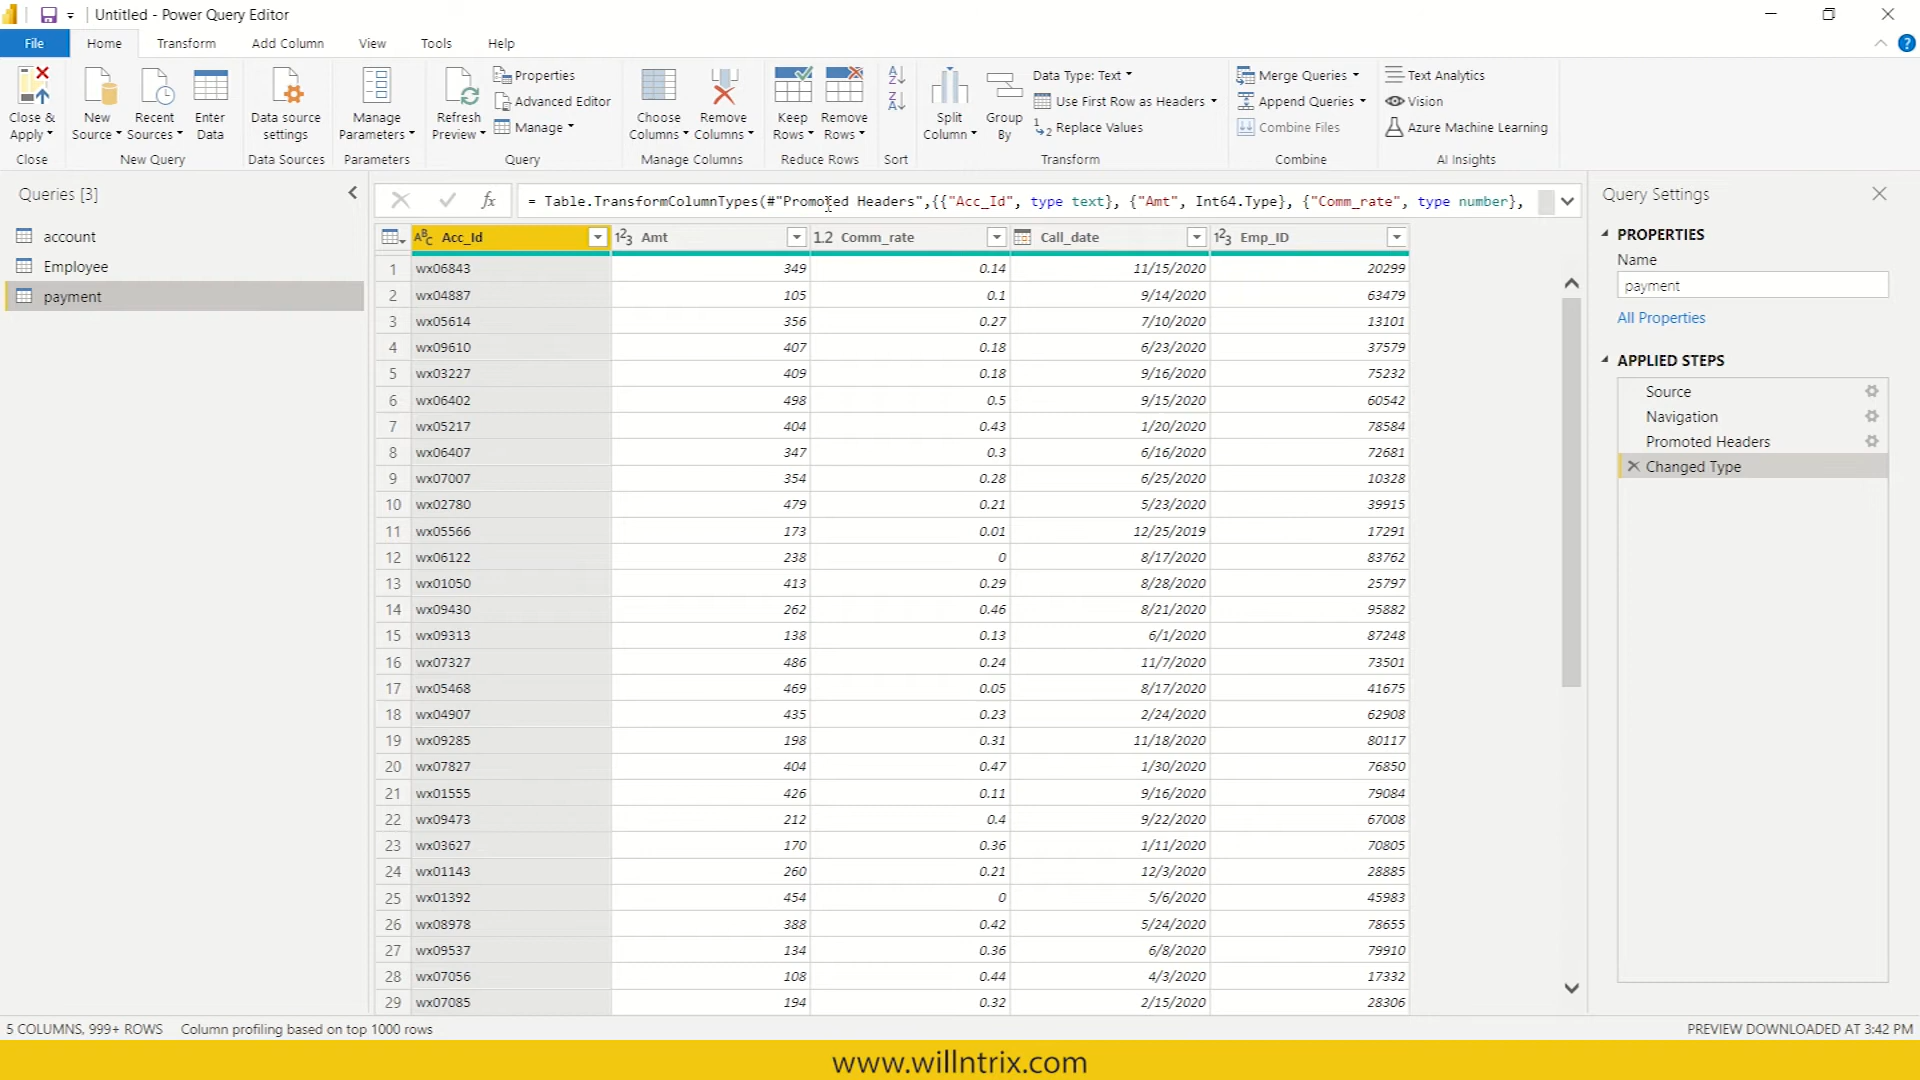 Untitled - Power Query Editor
File Home Transform Add Column View Tools Help
Close & Apply
Close
New Source
Recent Sources
Enter Data
New Query
Data source settings
Data Sources
Manage Parameters
Parameters
Refresh Preview
Properties
Advanced Editor
Manage
Query
Choose Columns
Remove Columns
Manage Columns
Keep Rows
Remove Rows
Reduce Rows
Sort
Split Column
Group By
Data Type: Text
Use First Row as Headers
Replace Values
Transform
Merge Queries
Append Queries
Combine Files
Combine
Text Analytics
Vision
Azure Machine Learning
AI Insights
Queries [3]
account
Employee
payment
fx = Table.TransformColumnTypes(#"Promoted Headers",{{"Acc_Id", type text}, {"Amt", Int64.Type}, {"Comm_rate", type number},
Acc_Id Amt Comm_rate Call_date Emp_ID
1 wx06843 349 0.14 11/15/2020 20299
2 wx04887 105 0.1 9/14/2020 63479
3 wx05614 356 0.27 7/10/2020 13101
4 wx09610 407 0.18 6/23/2020 37579
5 wx03227 409 0.18 9/16/2020 75232
6 wx06402 498 0.5 9/15/2020 60542
7 wx05217 404 0.43 1/20/2020 78584
8 wx06407 347 0.3 6/16/2020 72681
9 wx07007 354 0.28 6/25/2020 10328
10 wx02780 479 0.21 5/23/2020 39915
11 wx05566 173 0.01 12/25/2019 17291
12 wx06122 238 0 8/17/2020 83762
13 wx01050 413 0.29 8/28/2020 25797
14 wx09430 262 0.46 8/21/2020 95882
15 wx09313 138 0.13 6/1/2020 87248
16 wx07327 486 0.24 11/7/2020 73501
17 wx05468 469 0.05 8/17/2020 41675
18 wx04907 435 0.23 2/24/2020 62908
19 wx09285 198 0.31 11/18/2020 80117
20 wx07827 404 0.47 1/30/2020 76850
21 wx01555 426 0.11 9/16/2020 79084
22 wx09473 212 0.4 9/22/2020 67008
23 wx03627 170 0.36 1/11/2020 70805
24 wx01143 260 0.21 12/3/2020 28885
25 wx01392 454 0 5/6/2020 45983
26 wx08978 388 0.42 5/24/2020 78655
27 wx09537 134 0.36 6/8/2020 79910
28 wx07056 108 0.44 4/3/2020 17332
29 wx07085 194 0.32 2/15/2020 28306
Query Settings
PROPERTIES
Name
payment
All Properties
APPLIED STEPS
Source
Navigation
Promoted Headers
Changed Type
5 COLUMNS, 999+ ROWS Column profiling based on top 1000 rows
PREVIEW DOWNLOADED AT 3:42 PM
www.willntrix.com